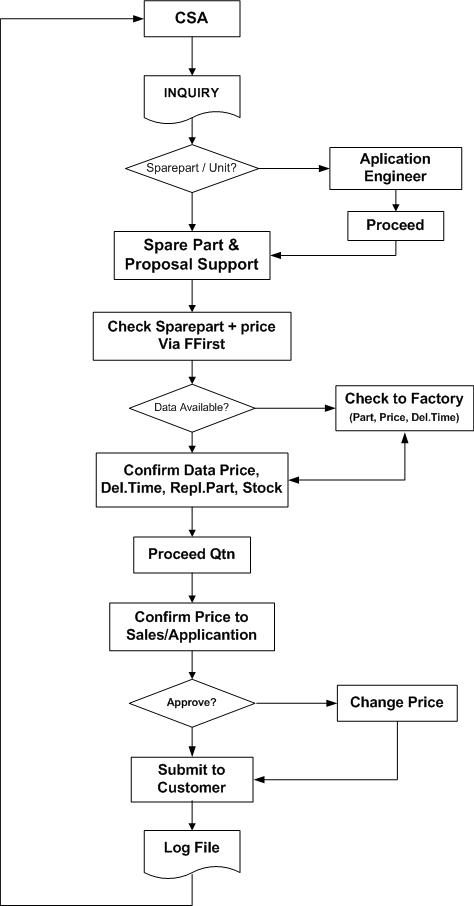 CSA
INQUIRY
Sparepart / Unit?
Aplication
Engineer
Proceed
Spare Part &
Proposal Support
Check Sparepart + price
Via FFirst
Data Available?
Check to Factory
(Part, Price, Del.Time)
Confirm Data Price,
Del.Time, Repl.Part, Stock
Proceed Qtn
Confirm Price to
Sales/Applicantion
Approve?
Change Price
Submit to
Customer
Log File